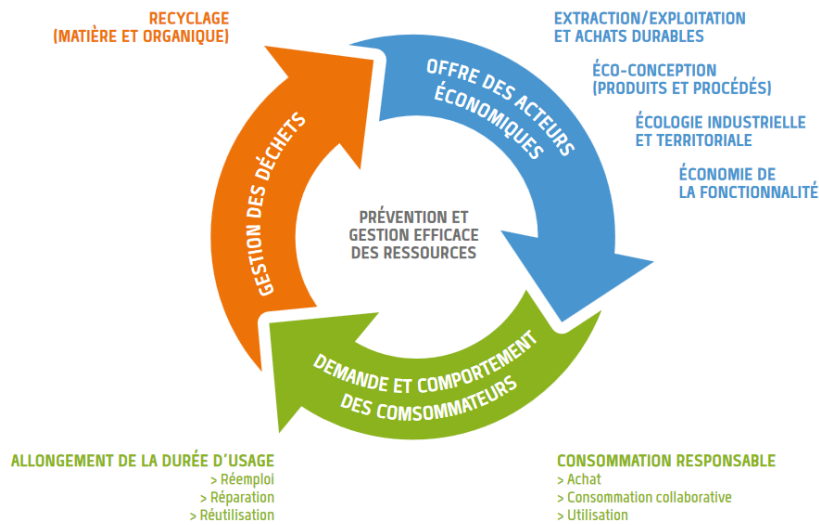 RECYCLAGE
(MATIÈRE ET ORGANIQUE)
EXTRACTION/EXPLOITATION
ET ACHATS DURABLES
ÉCO-CONCEPTION
(PRODUITS ET PROCÉDÉS)
ÉCOLOGIE INDUSTRIELLE
ET TERRITORIALE
ÉCONOMIE DE
LA FONCTIONNALITÉ
OFFRE DES ACTEURS
ÉCONOMIQUES
GESTION DES DÉCHETS
PRÉVENTION ET
GESTION EFFICACE
DES RESSOURCES
DEMANDE ET COMPORTEMENT
DES COMSOMMATEURS
ALLONGEMENT DE LA DURÉE D'USAGE
> Réemploi
> Réparation
> Réutilisation
CONSOMMATION RESPONSABLE
> Achat
> Consommation collaborative
> Utilisation